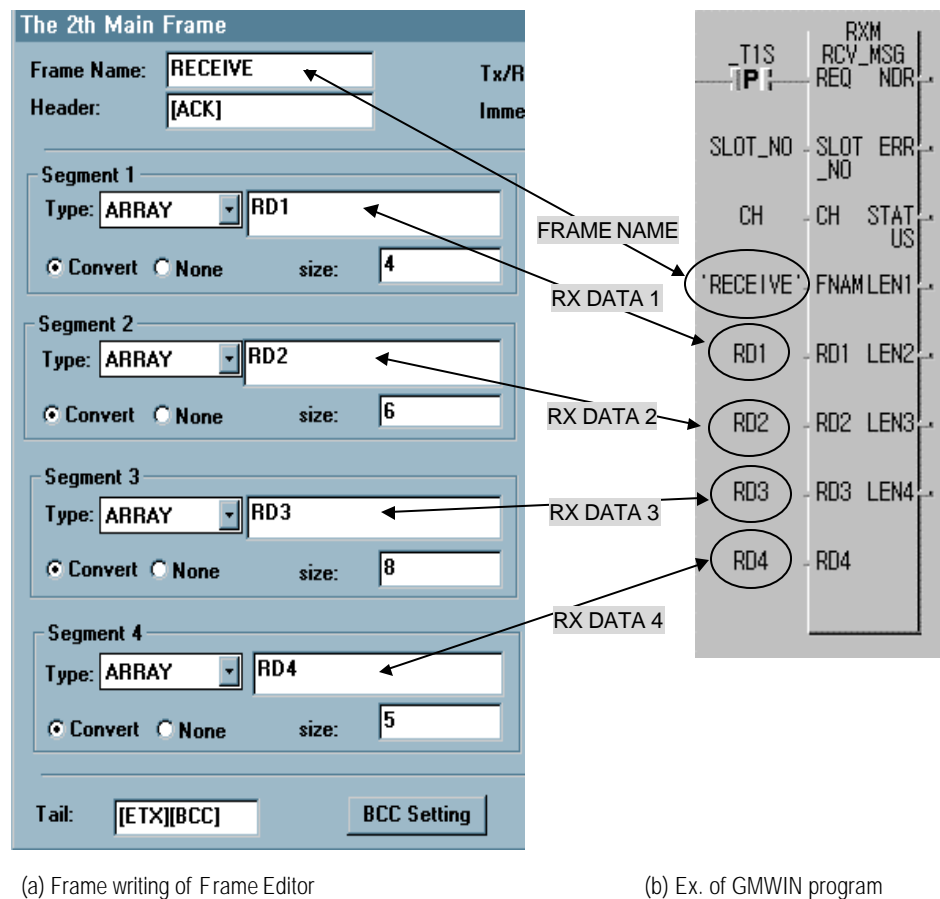 The 2th Main Frame
Frame Name: RECEIVE Tx/R
Header: [ACK] Imme
Segment 1
Type: ARRAY RD1
Convert None size: 4
Segment 2
Type: ARRAY RD2
Convert None size: 6
Segment 3
Type: ARRAY RD3
Convert None size: 8
Segment 4
Type: ARRAY RD4
Convert None size: 5
Tail: [ETX][BCC] BCC Setting
FRAME NAME
RX DATA 1
RX DATA 2
RX DATA 3
RX DATA 4
RXM
_T1S RCV_MSG
P REQ NDR
SLOT_NO SLOT ERR
_NO
CH CH STAT
US
'RECEIVE' FNAM LEN1
RD1 RD1 LEN2
RD2 RD2 LEN3
RD3 RD3 LEN4
RD4 RD4
(a) Frame writing of Frame Editor
(b) Ex. of GMWIN program